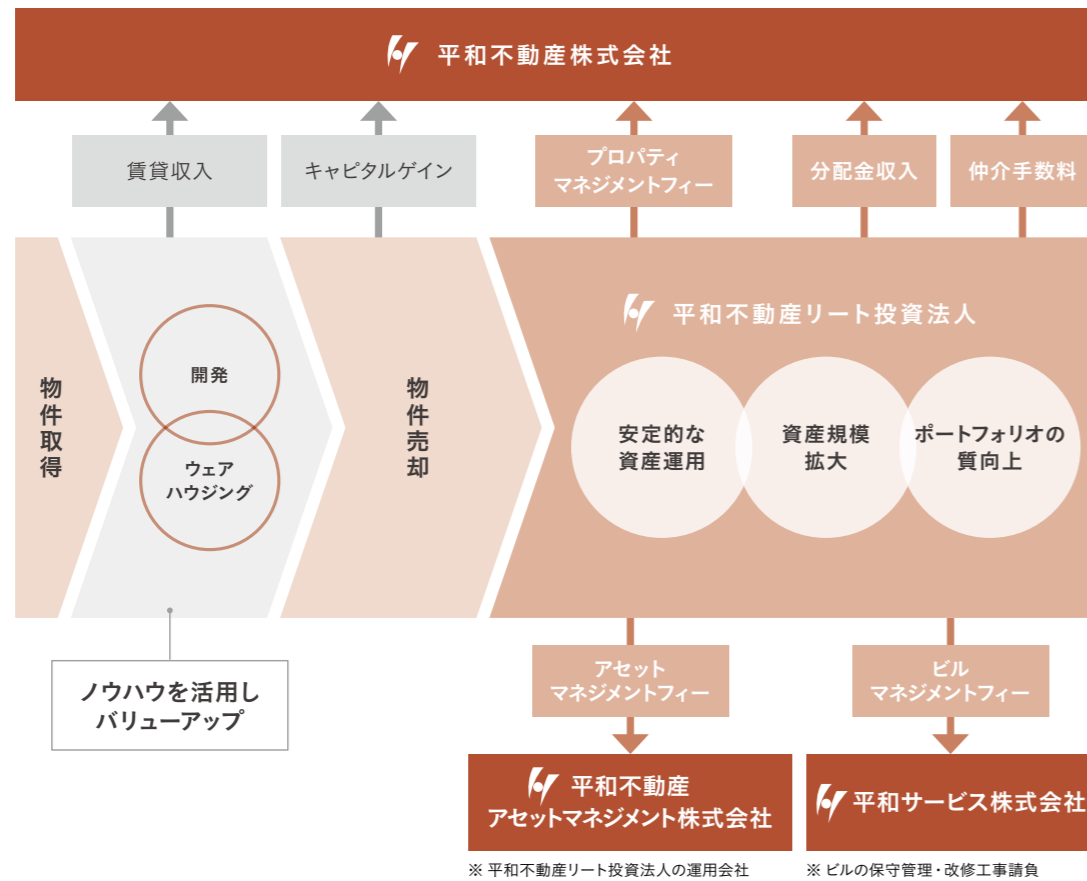 平和不動産株式会社
賃貸収入
キャピタルゲイン
プロパティ
マネジメントフィー
分配金収入
仲介手数料
物件取得
開発
ウェア
ハウジング
物件売却
平和不動産リート投資法人
安定的な
資産運用
資産規模
拡大
ポートフォリオの
質向上
ノウハウを活用し
バリューアップ
アセット
マネジメントフィー
ビル
マネジメントフィー
平和不動産
アセットマネジメント株式会社
平和サービス株式会社
※ 平和不動産リート投資法人の運用会社
※ ビルの保守管理・改修工事請負